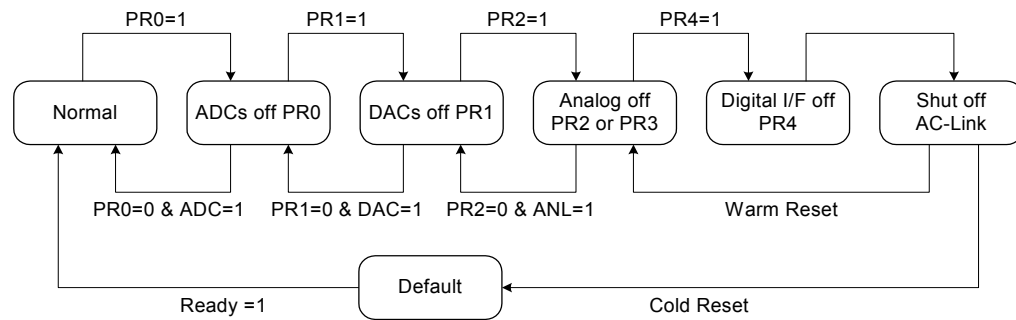 PR0=1
PR1=1
PR2=1
PR4=1
Normal
ADCs off PR0
DACs off PR1
Analog off
PR2 or PR3
Digital I/F off
PR4
Shut off
AC-Link
PR0=0 & ADC=1
PR1=0 & DAC=1
PR2=0 & ANL=1
Warm Reset
Default
Ready =1
Cold Reset